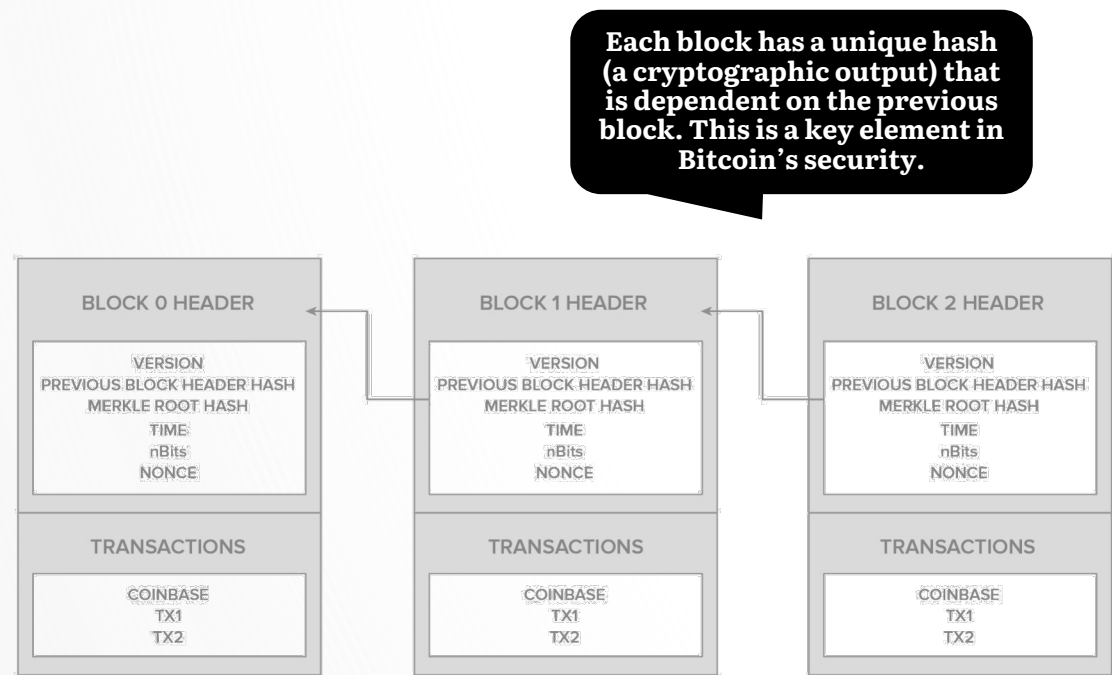 Each block has a unique hash
(a cryptographic output) that
is dependent on the previous
block. This is a key element in
Bitcoin’s security.
BLOCK 0 HEADER
VERSION
PREVIOUS BLOCK HEADER HASH
MERKLE ROOT HASH
TIME
nBits
NONCE
TRANSACTIONS
COINBASE
TX1
TX2
BLOCK 1 HEADER
VERSION
PREVIOUS BLOCK HEADER HASH
MERKLE ROOT HASH
TIME
nBits
NONCE
TRANSACTIONS
COINBASE
TX1
TX2
BLOCK 2 HEADER
VERSION
PREVIOUS BLOCK HEADER HASH
MERKLE ROOT HASH
TIME
nBits
NONCE
TRANSACTIONS
COINBASE
TX1
TX2